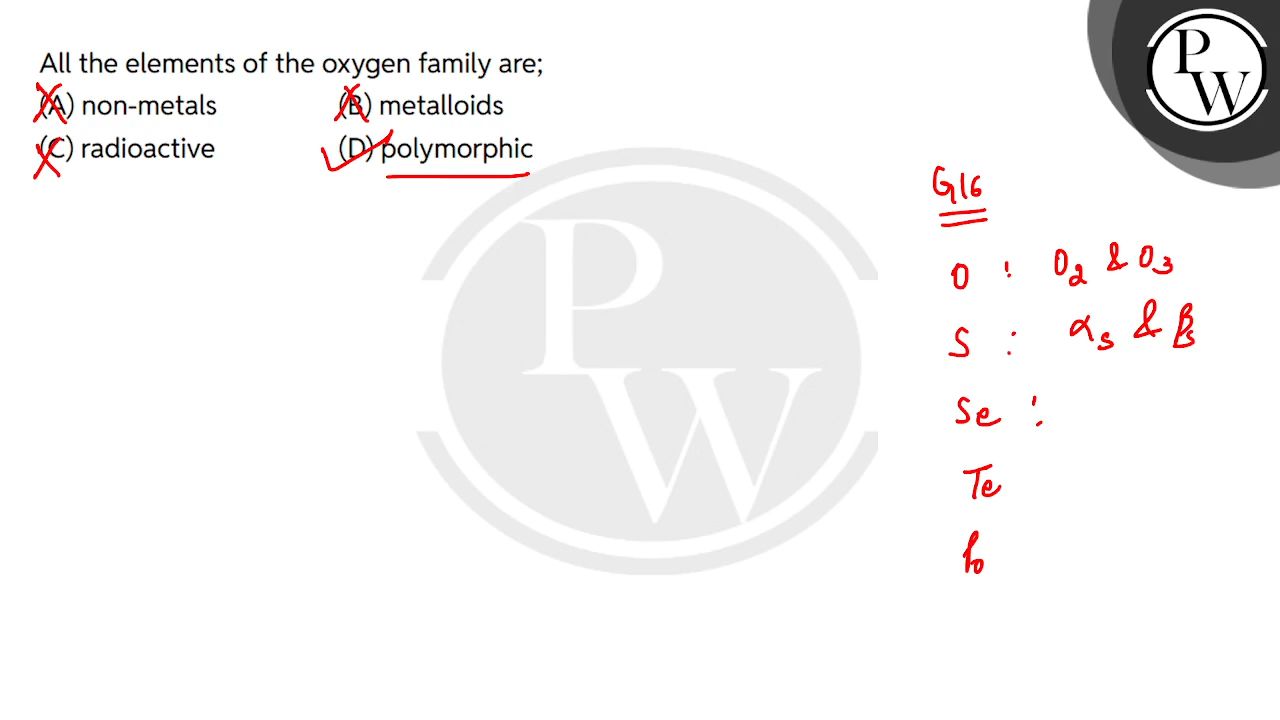 All the elements of the oxygen family are;
(A) non-metals (B) metalloids
(C) radioactive (D) polymorphic
P
W
G16
O : O₂ & O₃
S : αₛ & βₛ
Se :
Te
Po
P
W